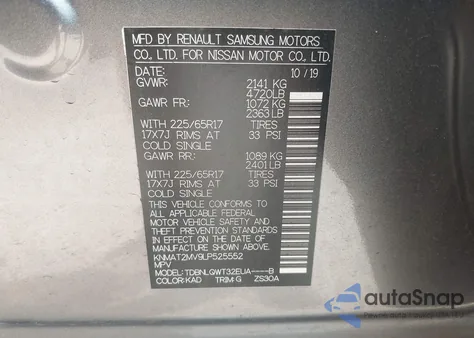 MFD BY RENAULT SAMSUNG MOTORS
CO., LTD. FOR NISSAN MOTOR CO., LTD.
DATE: 10 / 19
GVWR: 2141 KG
4720LB
GAWR FR: 1072 KG
2363 LB
WITH 225/65R17 TIRES
17X7J RIMS AT 33 PSI
COLD SINGLE
GAWR RR: 1089 KG
2401 LB
WITH 225/65R17 TIRES
17X7J RIMS AT 33 PSI
COLD SINGLE
THIS VEHICLE CONFORMS TO
ALL APPLICABLE FEDERAL
MOTOR VEHICLE SAFETY AND
THEFT PREVENTION STANDARDS
IN EFFECT ON THE DATE OF
MANUFACTURE SHOWN ABOVE.
KNMAT2MV9LP525552
MPV
MODEL: TDBNLQWT32EUA----B
COLOR: KAD TRIM: G ZS30A
autoSnap
by Carfast Express